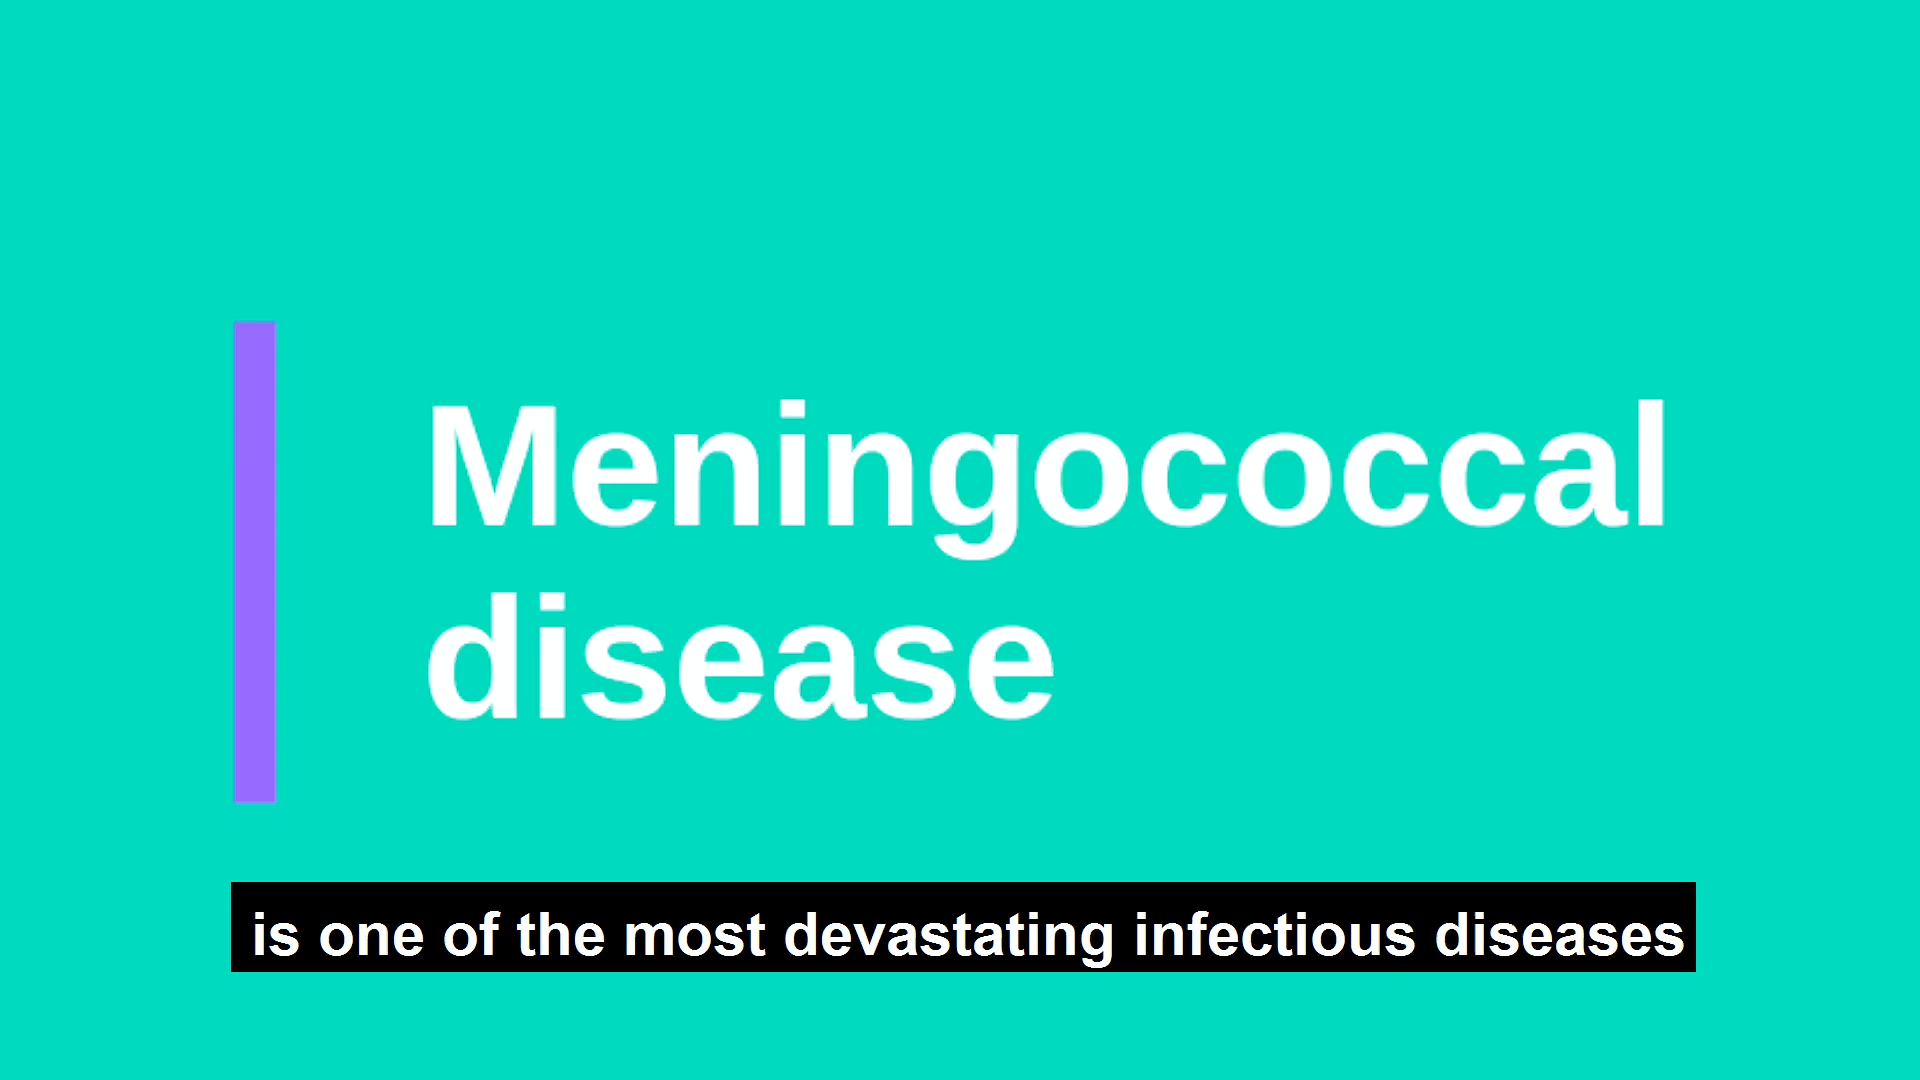 Meningococcal
disease
is one of the most devastating infectious diseases